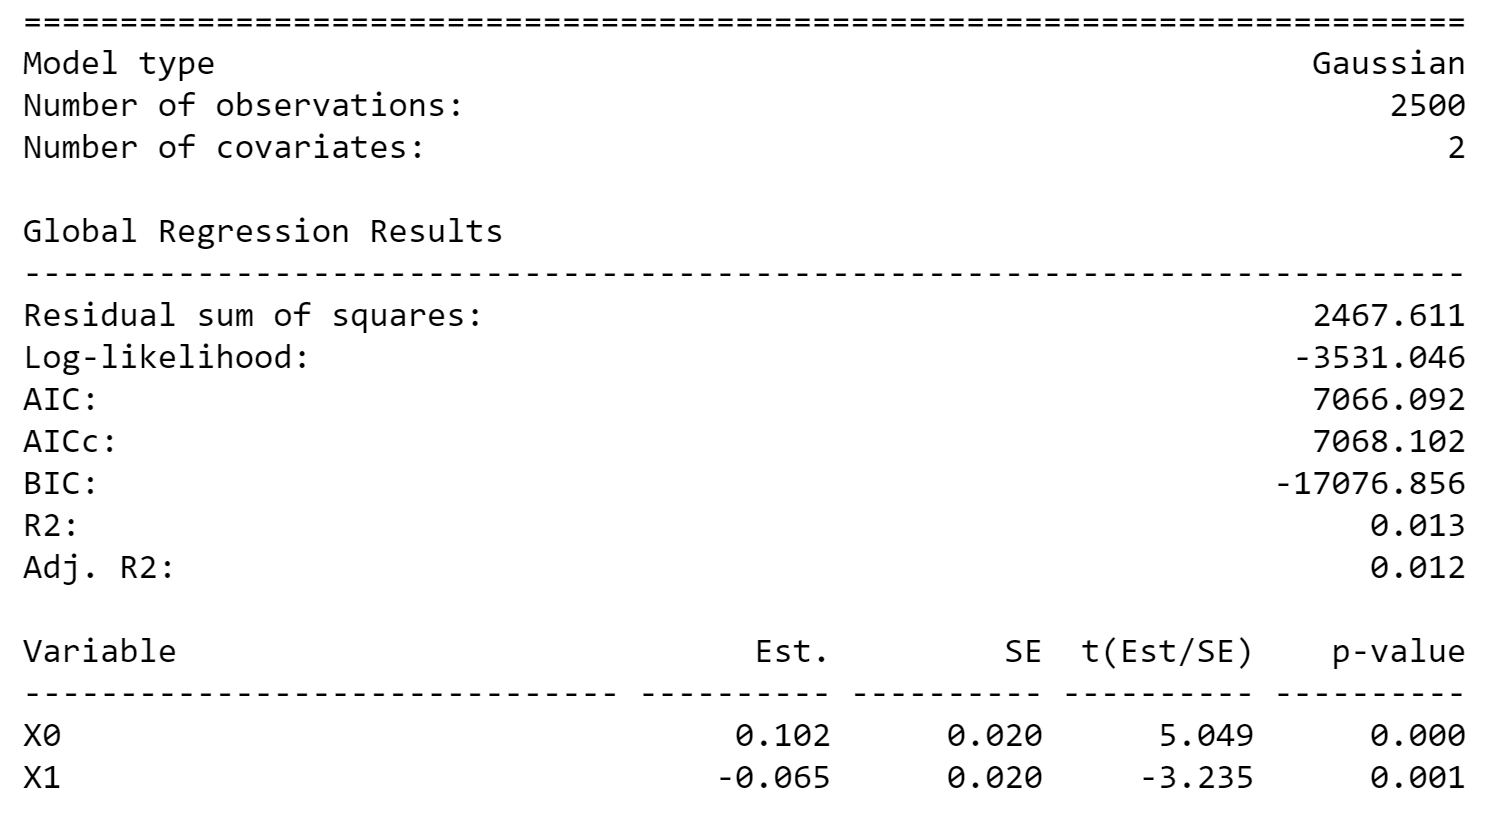 ===========================================================================
Model type                                                         Gaussian
Number of observations:                                                2500
Number of covariates:                                                     2

Global Regression Results
---------------------------------------------------------------------------
Residual sum of squares:                                           2467.611
Log-likelihood:                                                   -3531.046
AIC:                                                               7066.092
AICc:                                                              7068.102
BIC:                                                             -17076.856
R2:                                                                   0.013
Adj. R2:                                                              0.012

Variable                              Est.         SE  t(Est/SE)    p-value
------------------------------- ---------- ---------- ---------- ----------
X0                                   0.102      0.020      5.049      0.000
X1                                  -0.065      0.020     -3.235      0.001